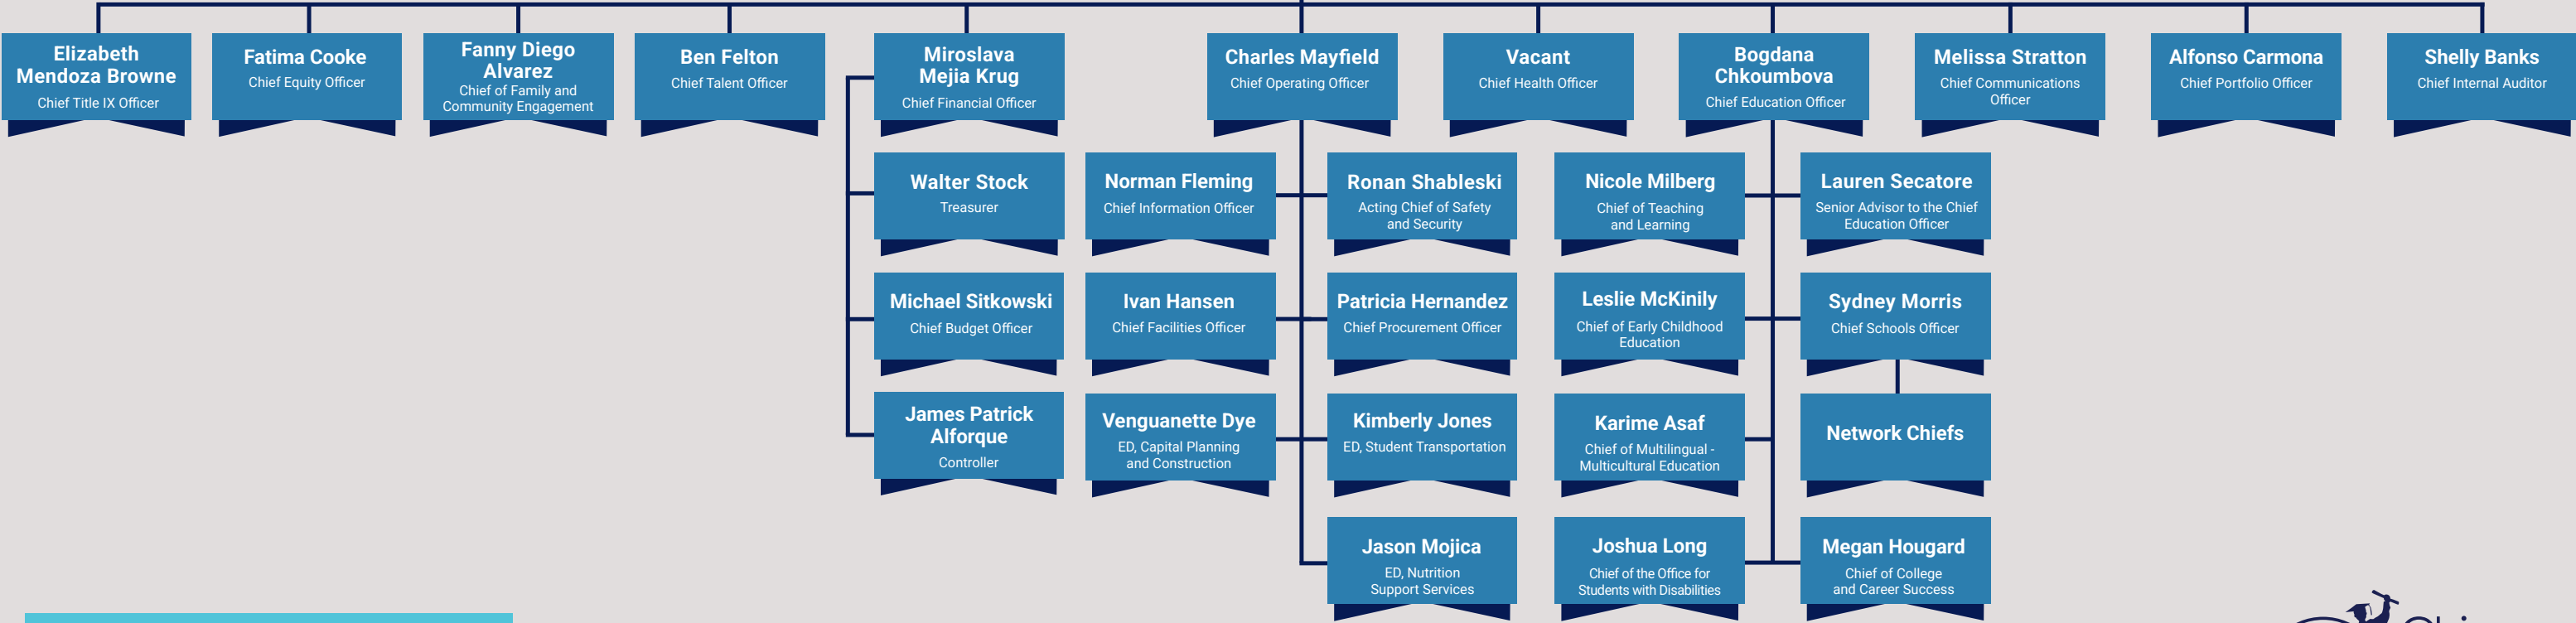 Elizabeth
Mendoza Browne
Chief Title IX Officer
Fatima Cooke
Chief Equity Officer
Fanny Diego
Alvarez
Chief of Family and
Community Engagement
Ben Felton
Chief Talent Officer
Miroslava
Mejia Krug
Chief Financial Officer
Charles Mayfield
Chief Operating Officer
Vacant
Chief Health Officer
Bogdana
Chkoumbova
Chief Education Officer
Melissa Stratton
Chief Communications
Officer
Alfonso Carmona
Chief Portfolio Officer
Shelly Banks
Chief Internal Auditor
Walter Stock
Treasurer
Norman Fleming
Chief Information Officer
Ronan Shableski
Acting Chief of Safety
and Security
Nicole Milberg
Chief of Teaching
and Learning
Lauren Secatore
Senior Advisor to the Chief
Education Officer
Michael Sitkowski
Chief Budget Officer
Ivan Hansen
Chief Facilities Officer
Patricia Hernandez
Chief Procurement Officer
Leslie McKinily
Chief of Early Childhood
Education
Sydney Morris
Chief Schools Officer
James Patrick
Alforque
Controller
Venguanette Dye
ED, Capital Planning
and Construction
Kimberly Jones
ED, Student Transportation
Karime Asaf
Chief of Multilingual -
Multicultural Education
Network Chiefs
Jason Mojica
ED, Nutrition
Support Services
Joshua Long
Chief of the Office for
Students with Disabilities
Megan Hougard
Chief of College
and Career Success